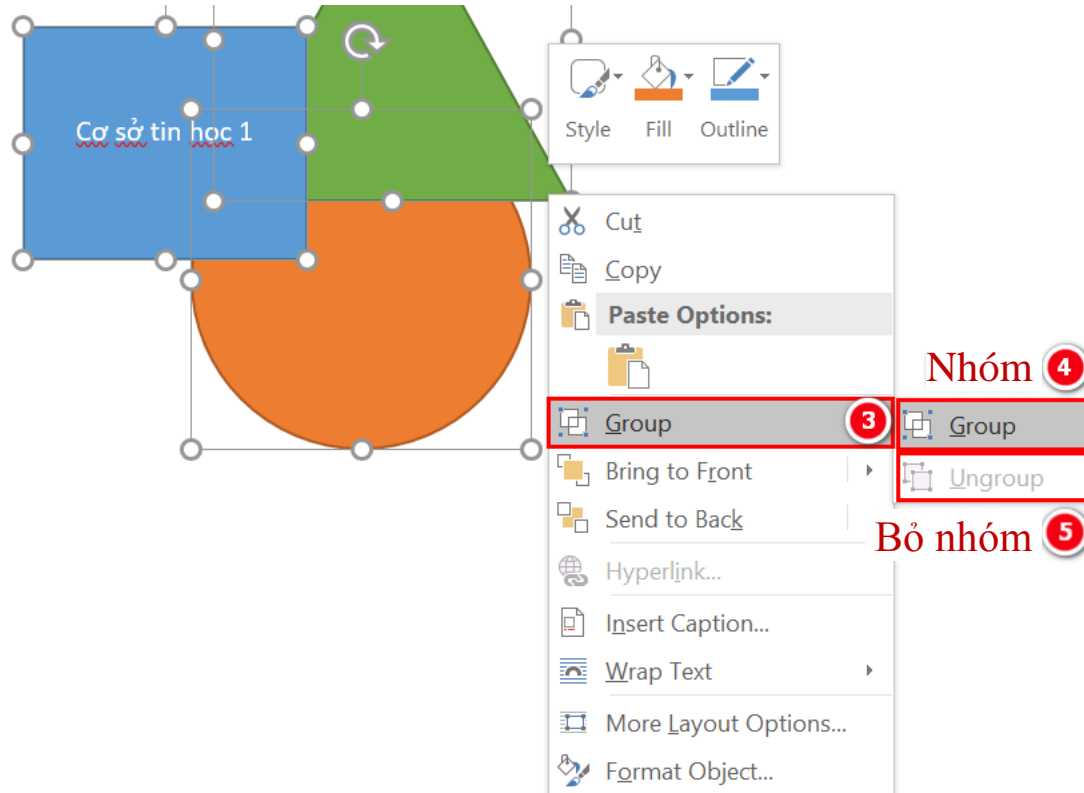 Cơ sở tin học 1
Style Fill Outline
Cut
Copy
Paste Options:
Nhóm 4
Group 3
Group
Bring to Front
Ungroup
Send to Back
Bỏ nhóm 5
Hyperlink...
Insert Caption...
Wrap Text
More Layout Options...
Format Object...